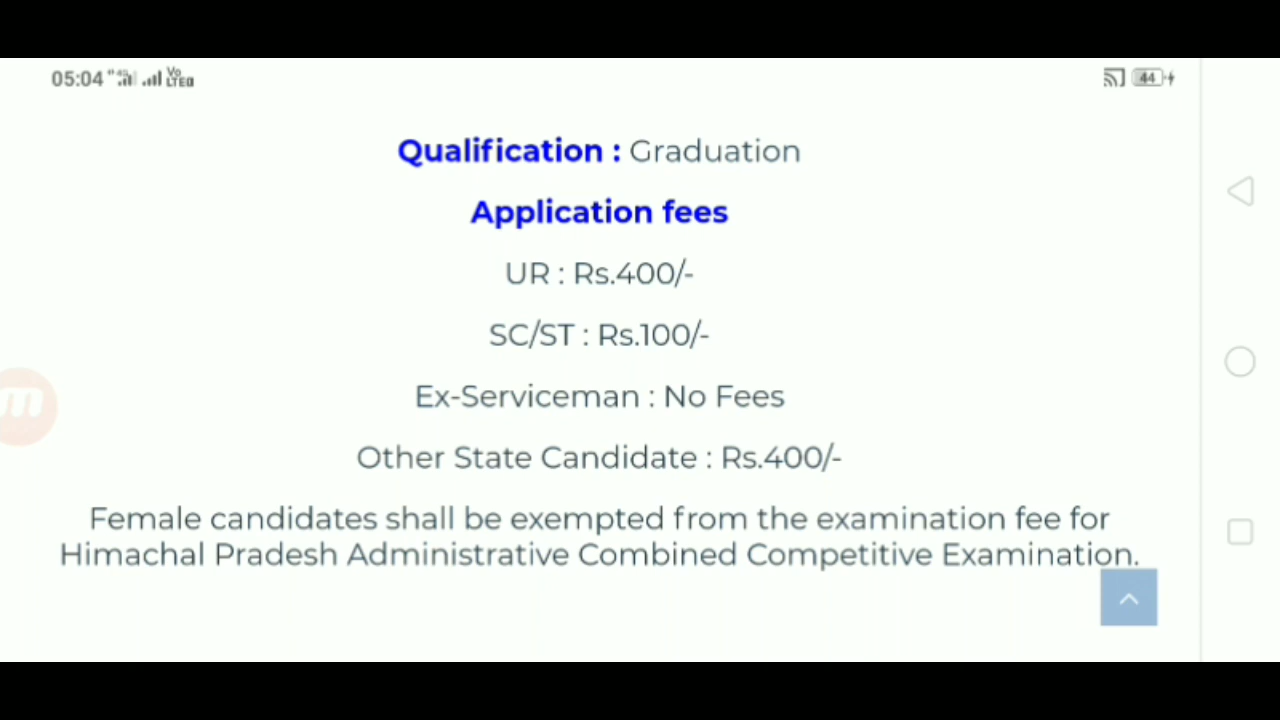 05:04
44
Qualification : Graduation
Application fees
UR : Rs.400/-
SC/ST : Rs.100/-
Ex-Serviceman : No Fees
Other State Candidate : Rs.400/-
Female candidates shall be exempted from the examination fee for
Himachal Pradesh Administrative Combined Competitive Examination.